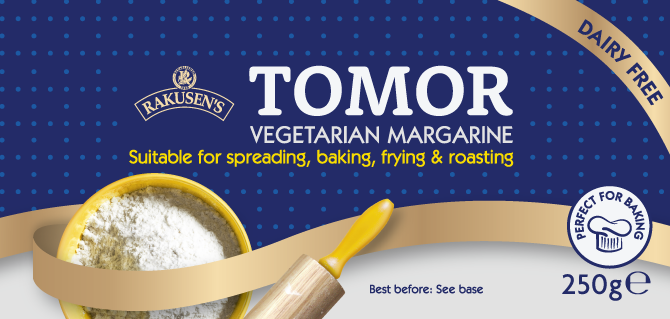 DAIRY FREE
RAKUSEN'S
TOMOR
VEGETARIAN MARGARINE
Suitable for spreading, baking, frying & roasting
PERFECT FOR BAKING
Best before: See base
250g℮